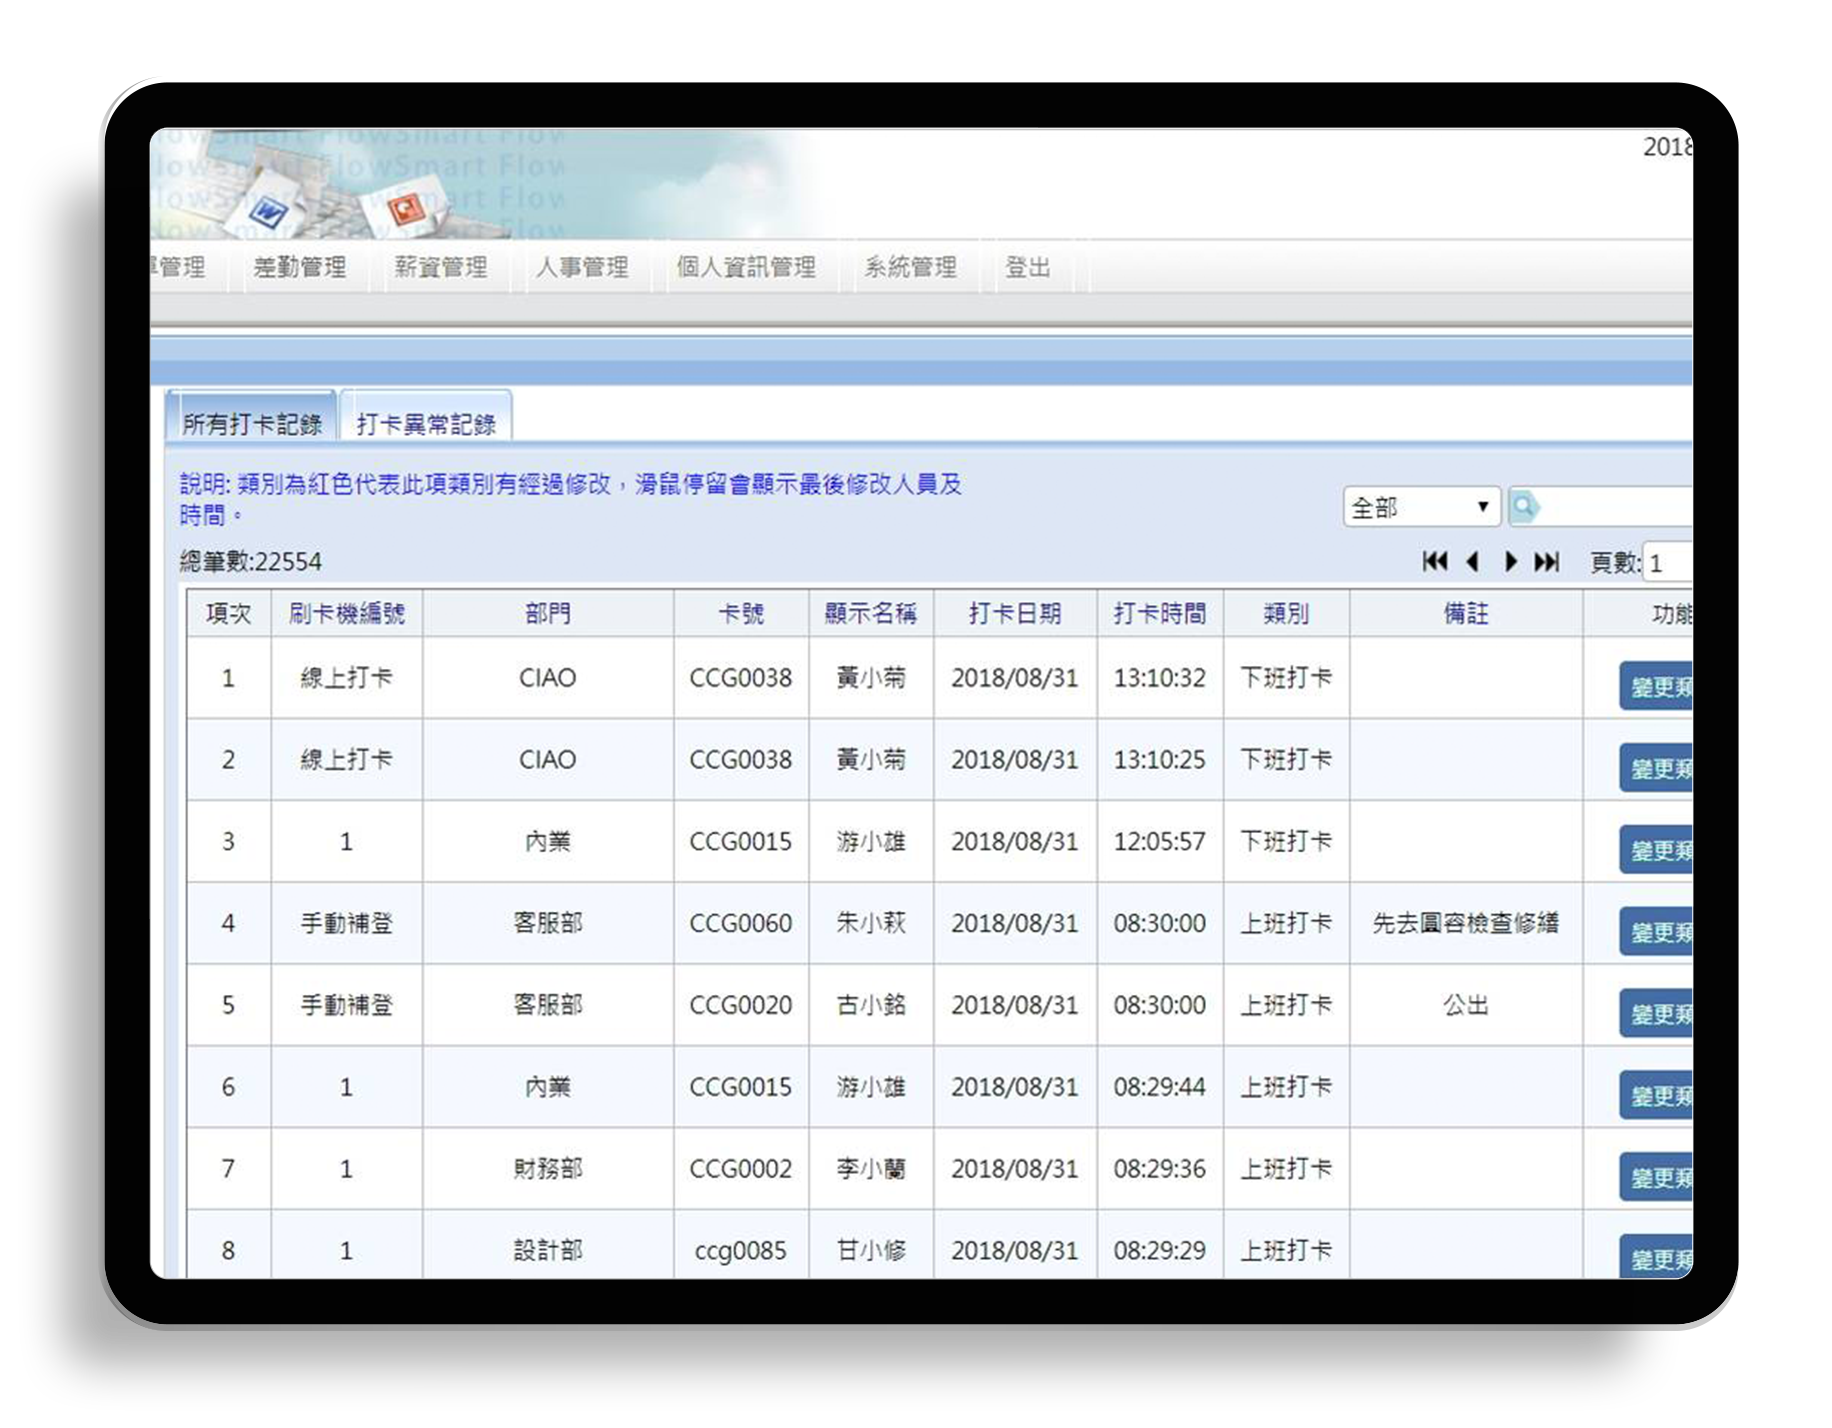 FlowSmart Flow
FlowSmart Flow
FlowSmart Flow
FlowSmart Flow
2018
管理 差勤管理 薪資管理 人事管理 個人資訊管理 系統管理 登出
所有打卡記錄 打卡異常記錄
說明: 類別為紅色代表此項類別有經過修改，滑鼠停留會顯示最後修改人員及
時間。
全部
總筆數:22554 頁數: 1
項次 刷卡機編號 部門 卡號 顯示名稱 打卡日期 打卡時間 類別 備註 功能
1 線上打卡 CIAO CCG0038 黃小菊 2018/08/31 13:10:32 下班打卡 變更類
2 線上打卡 CIAO CCG0038 黃小菊 2018/08/31 13:10:25 下班打卡 變更類
3 1 內業 CCG0015 游小雄 2018/08/31 12:05:57 下班打卡 變更類
4 手動補登 客服部 CCG0060 朱小萩 2018/08/31 08:30:00 上班打卡 先去圓容檢查修繕 變更類
5 手動補登 客服部 CCG0020 古小銘 2018/08/31 08:30:00 上班打卡 公出 變更類
6 1 內業 CCG0015 游小雄 2018/08/31 08:29:44 上班打卡 變更類
7 1 財務部 CCG0002 李小蘭 2018/08/31 08:29:36 上班打卡 變更類
8 1 設計部 ccg0085 甘小修 2018/08/31 08:29:29 上班打卡 變更類